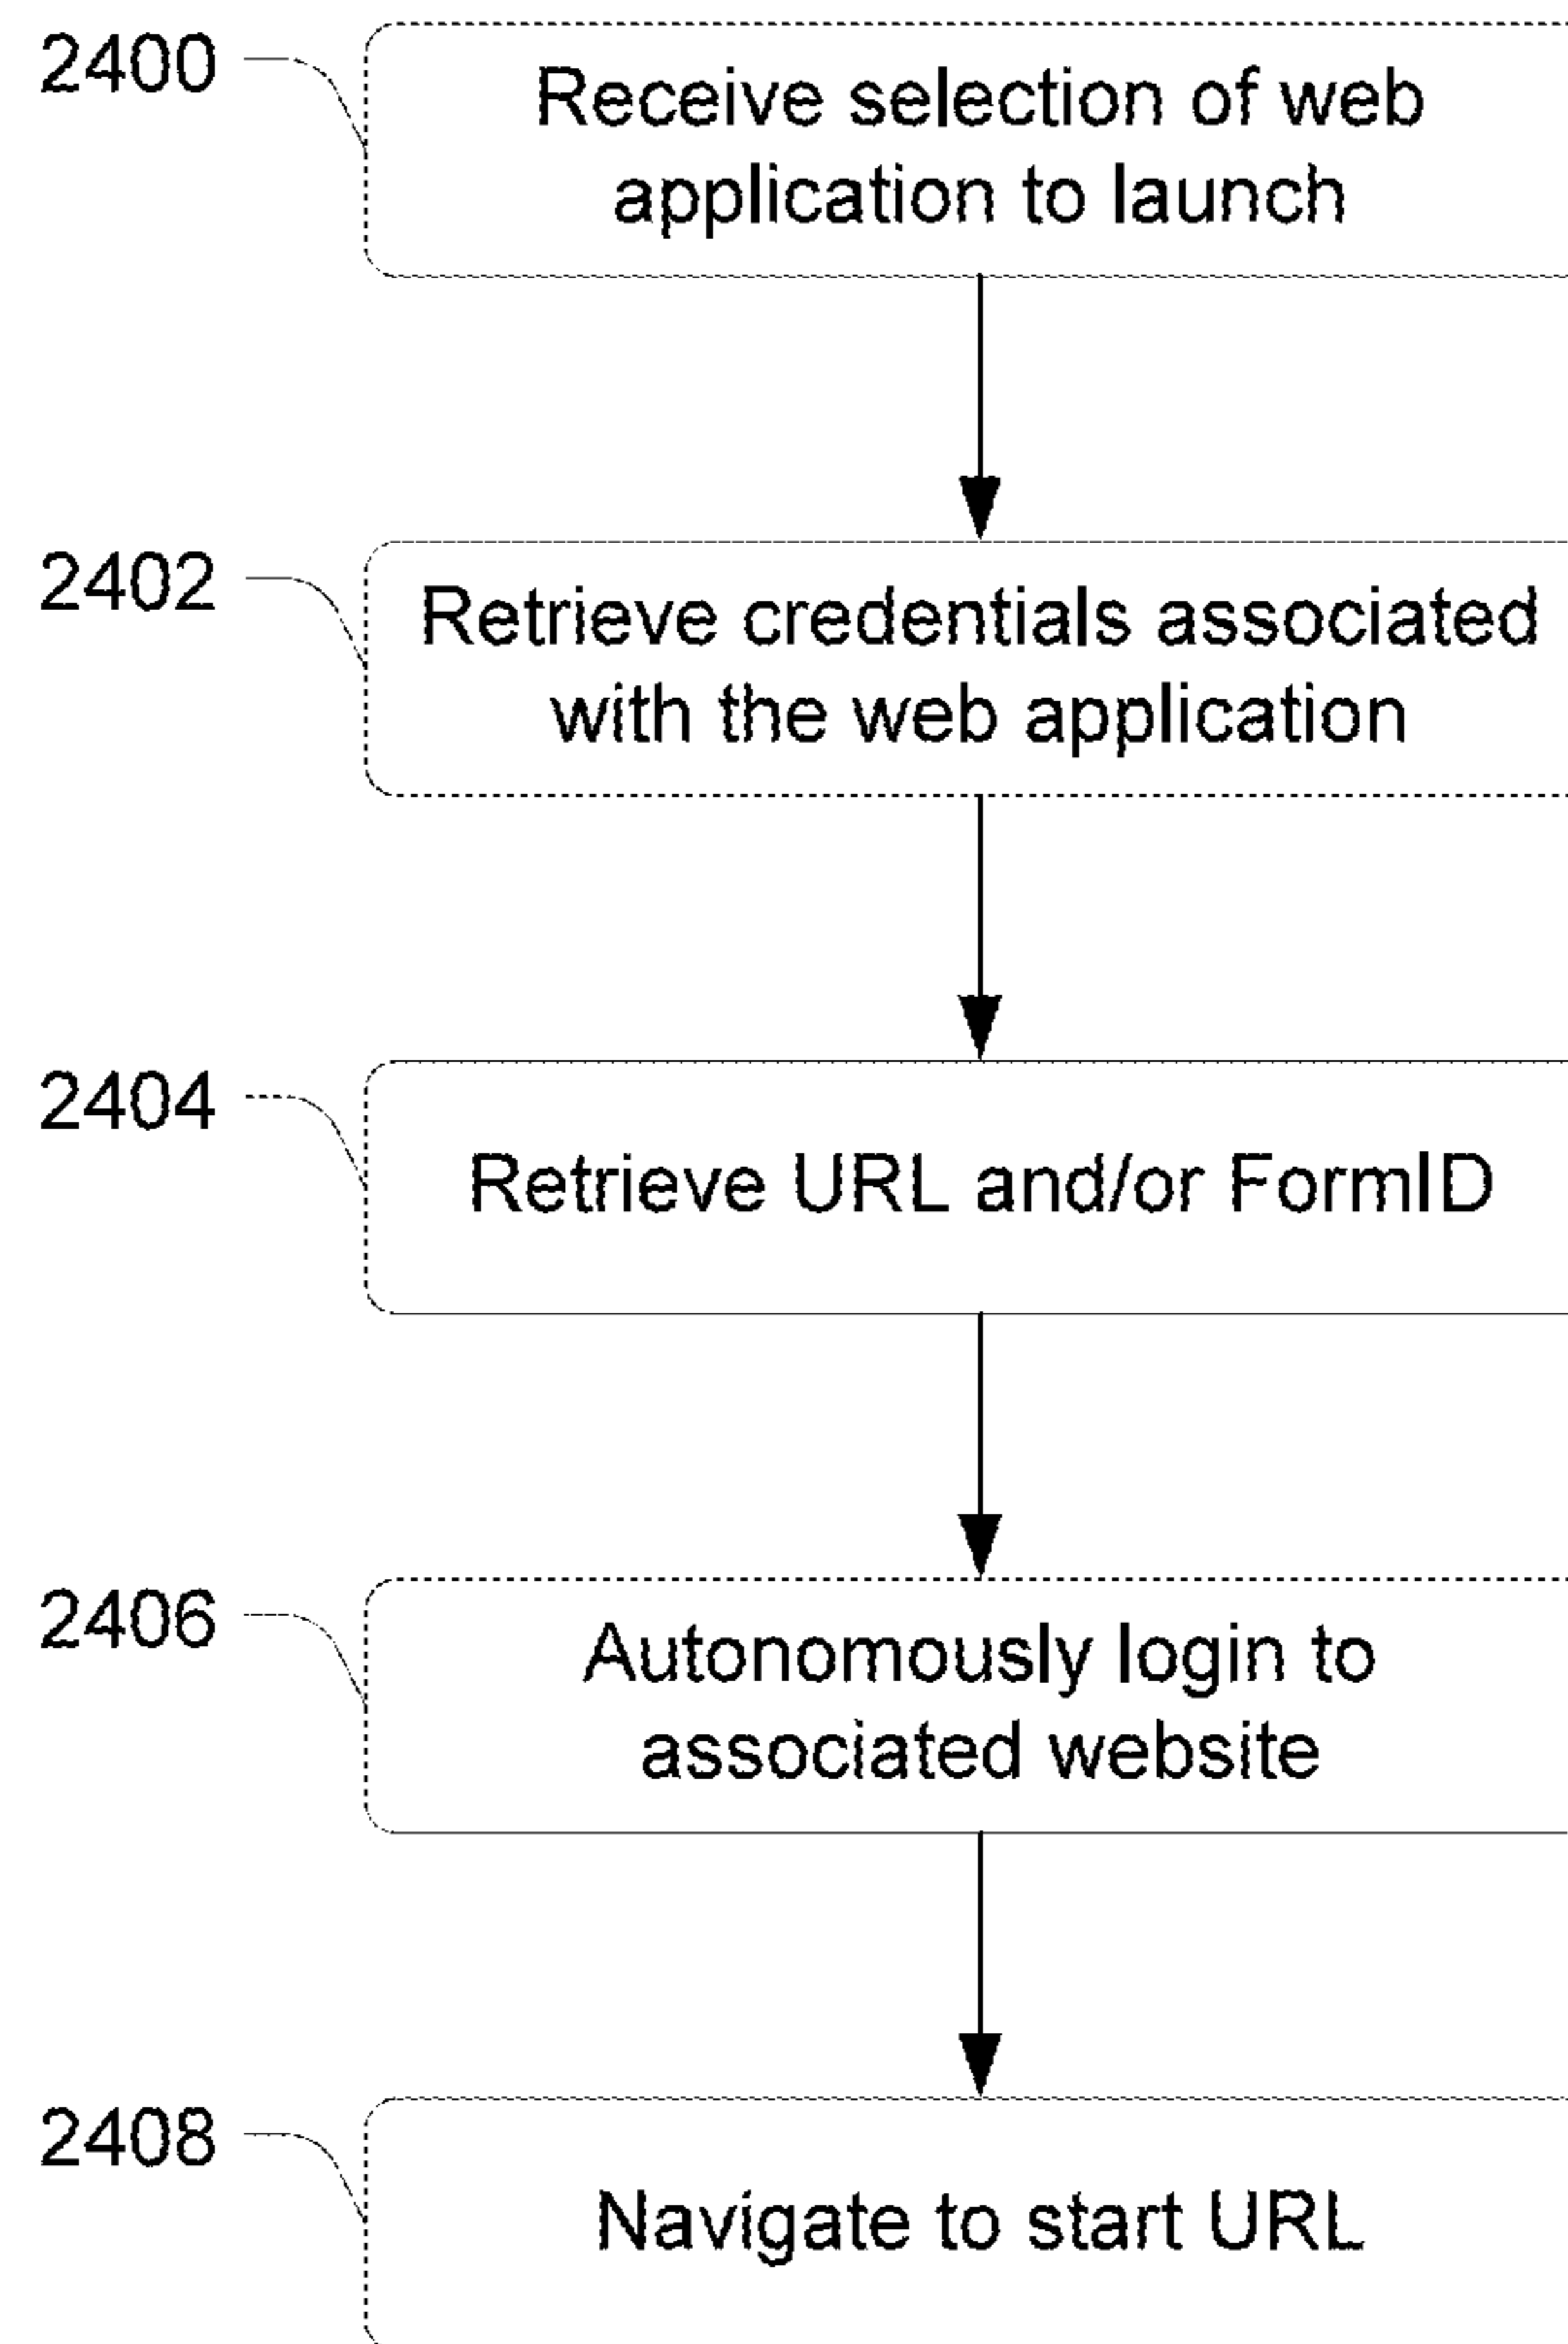 2400
Receive selection of web
application to launch
2402
Retrieve credentials associated
with the web application
2404
Retrieve URL and/or FormID
2406
Autonomously login to
associated website
2408
Navigate to start URL